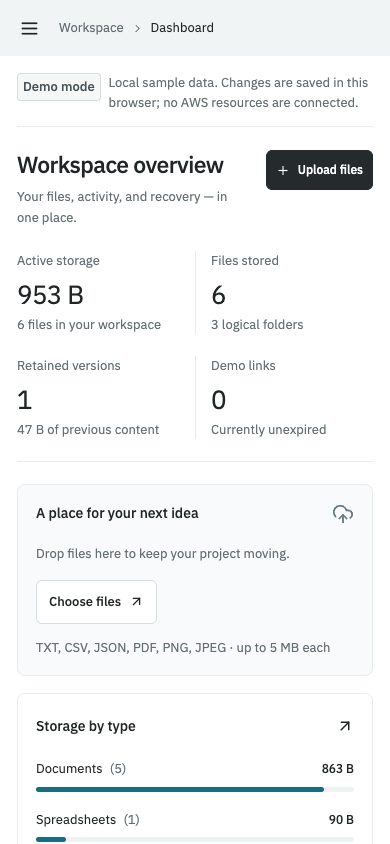 Workspace > Dashboard
Demo mode
Local sample data. Changes are saved in this
browser; no AWS resources are connected.
Workspace overview
+ Upload files
Your files, activity, and recovery — in
one place.
Active storage
953 B
6 files in your workspace
Files stored
6
3 logical folders
Retained versions
1
47 B of previous content
Demo links
0
Currently unexpired
A place for your next idea
Drop files here to keep your project moving.
Choose files
TXT, CSV, JSON, PDF, PNG, JPEG · up to 5 MB each
Storage by type
Documents (5) 863 B
Spreadsheets (1) 90 B